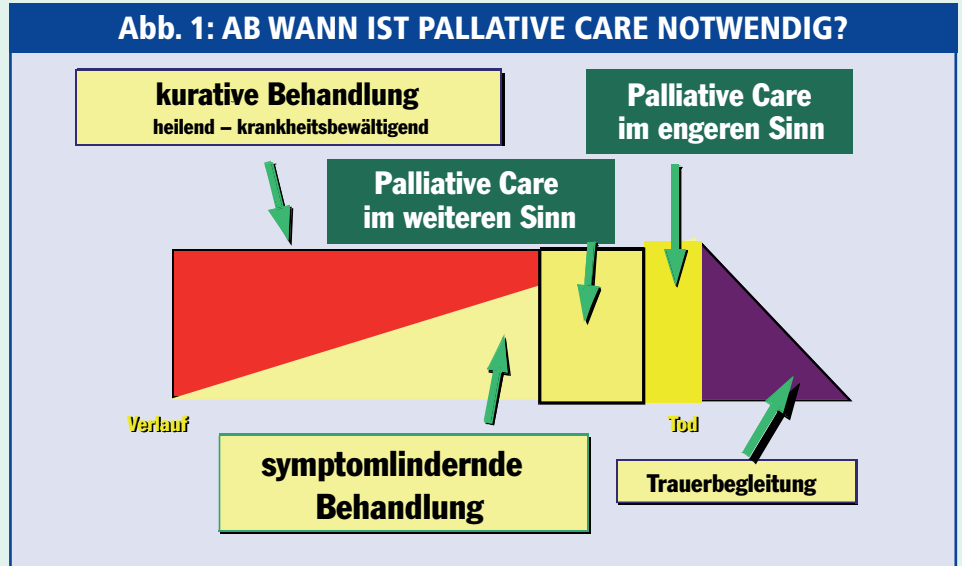 Abb. 1: AB WANN IST PALLATIVE CARE NOTWENDIG?
kurative Behandlung
heilend – krankheitsbewältigend
Palliative Care
im engeren Sinn
Palliative Care
im weiteren Sinn
Verlauf
Tod
symptomlindernde
Behandlung
Trauerbegleitung